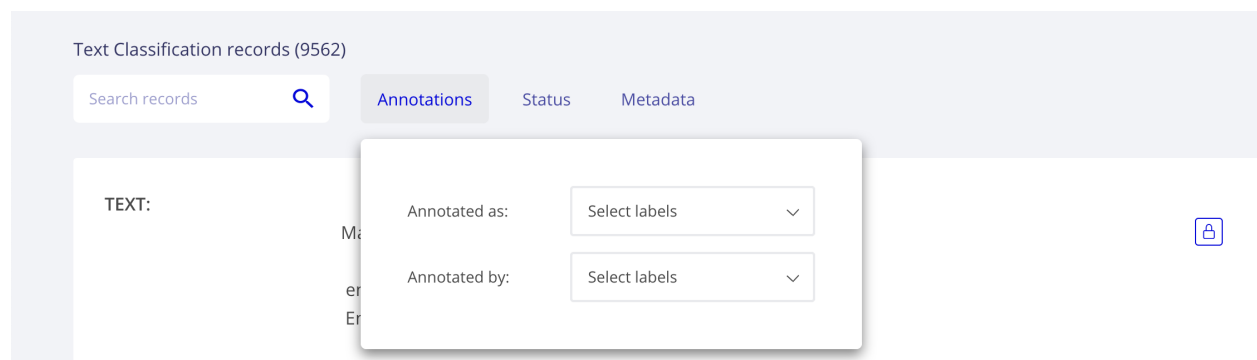 Text Classification records (9562)
Search records
Annotations Status Metadata
TEXT:
Annotated as: Select labels
Annotated by: Select labels